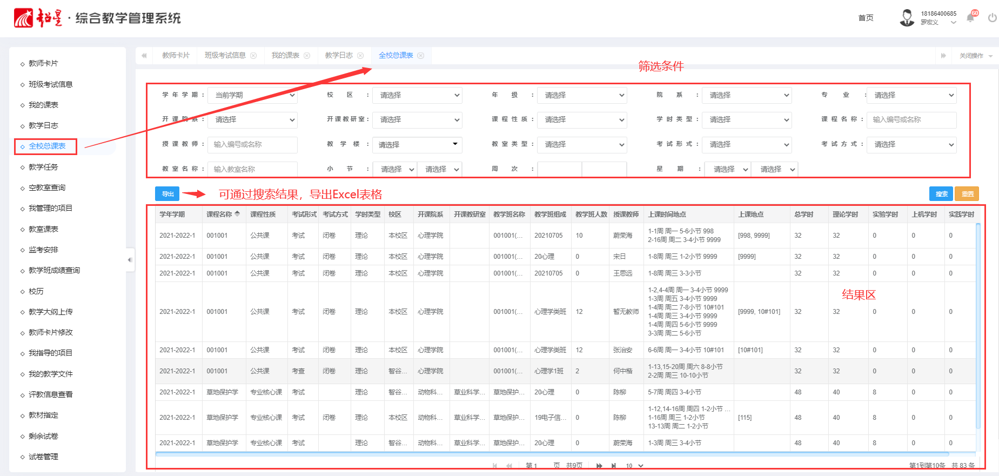 超星 · 综合教学管理系统
首页
18186400685
罗宏义
60
教师卡片
班级考试信息
我的课表
教学日志
全校总课表
教学任务
空教室查询
我管理的项目
教室课表
监考安排
教学班成绩查询
校历
教学大纲上传
教师卡片修改
我指导的项目
我的教学文件
评教信息查看
教材指定
剩余试卷
试卷管理
教师卡片 班级考试信息 我的课表 教学日志 全校总课表 关闭操作
筛选条件
学年学期： 当前学期 校区： 请选择 年级： 请选择 院系： 请选择 专业： 请选择
开课院系： 请选择 开课教研室： 请选择 课程性质： 请选择 学时类型： 请选择 课程名称： 输入编号或名称
授课教师： 输入编号或名称 教学楼： 请选择 教室类型： 请选择 考试形式： 请选择 考试方式： 请选择
教室名称： 输入教室名称 小节： 请选择 请选择 周次： 星期： 请选择 请选择
导出 可通过搜索结果，导出Excel表格 搜索 重置
学年学期 课程名称 课程性质 考试形式 考试方式 学时类型 校区 开课院系 开课教研室 教学班名称 教学班组成 教学班人数 授课教师 上课时间地点 上课地点 总学时 理论学时 实验学时 上机学时 实践学时
2021-2022-1 001001 公共课 考试 闭卷 理论 本校区 心理学院 001001(... 20210705 10 蔚荣海 1-1周 周一 5-6小节 998
2-16周 周二 3-4小节 9999 [998, 9999] 32 32 0 0 0
2021-2022-1 001001 公共课 考试 闭卷 理论 本校区 心理学院 001001(... 20心理 0 宋日 1-8周 周三 1-2小节 9999 [9999] 32 32 0 0 0
2021-2022-1 001001 公共课 考试 闭卷 理论 本校区 心理学院 001001(... 20210705 0 王思远 1-8周 周三 3-3小节 32 32 0 0 0
结果区
2021-2022-1 001001 公共课 考试 闭卷 理论 本校区 心理学院 001001(... 心理学类班 12 暂无教师 1-2,4-4周 周一 3-4小节 9999
1-3周 周五 3-4小节 9999
1-4周 周二 7-8小节 10#101
1-4周 周三 3-4小节 9999
1-4周 周四 5-6小节 9999
3-3周 周二 5-6小节 [9999, 10#101] 32 32 0 0 0
2021-2022-1 001001 公共课 考试 闭卷 理论 本校区 心理学院 001001(... 心理学类班 12 张治安 6-6周 周一 3-4小节 10#101 [10#101] 32 32 0 0 0
2021-2022-1 001001 公共课 考查 闭卷 理论 智谷... 心理学院 001001(... 心理学1班 2 何中楷 1-13,15-20周 周六 8-8小节
2-2周 周三 10-10小节 32 32 0 0 0
2021-2022-1 草地保护学 专业核心课 考试 理论 智谷... 动物科... 草业科学... 草地保护... 20心理 0 陈柳 5-7周 周四 3-4小节 48 40 8 0 0
2021-2022-1 草地保护学 专业核心课 考试 闭卷 理论 本校区 动物科... 草业科学... 草地保护... 19电子信... 0 陈柳 1-12,14-16周 周四 1-2小节 ...
1-16周 周三 1-2小节
13-13周 周二 1-2小节 [115] 48 40 8 0 0
2021-2022-1 草地保护学 专业核心课 考试 理论 智谷... 动物科... 草业科学... 草地保护... 20心理 0 蔚荣海 1-3周 周三 3-4小节 48 40 8 0 0
第 1 页 共9页 10 第1到第10条 共 83 条